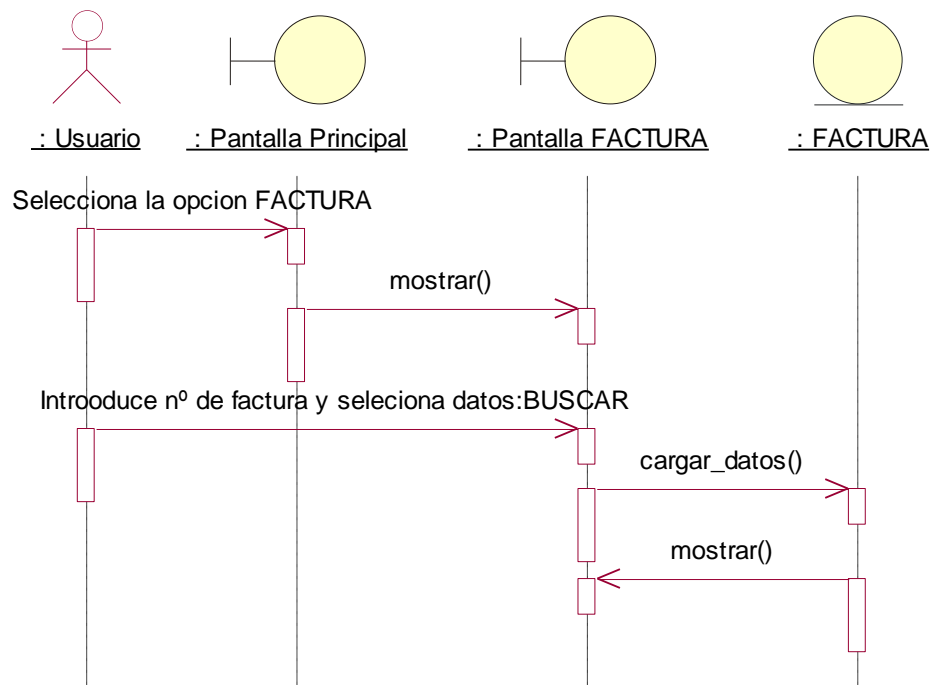 : Usuario
: Pantalla Principal
: Pantalla FACTURA
: FACTURA
Selecciona la opcion FACTURA
mostrar()
Introoduce nº de factura y seleciona datos:BUSCAR
cargar_datos()
mostrar()